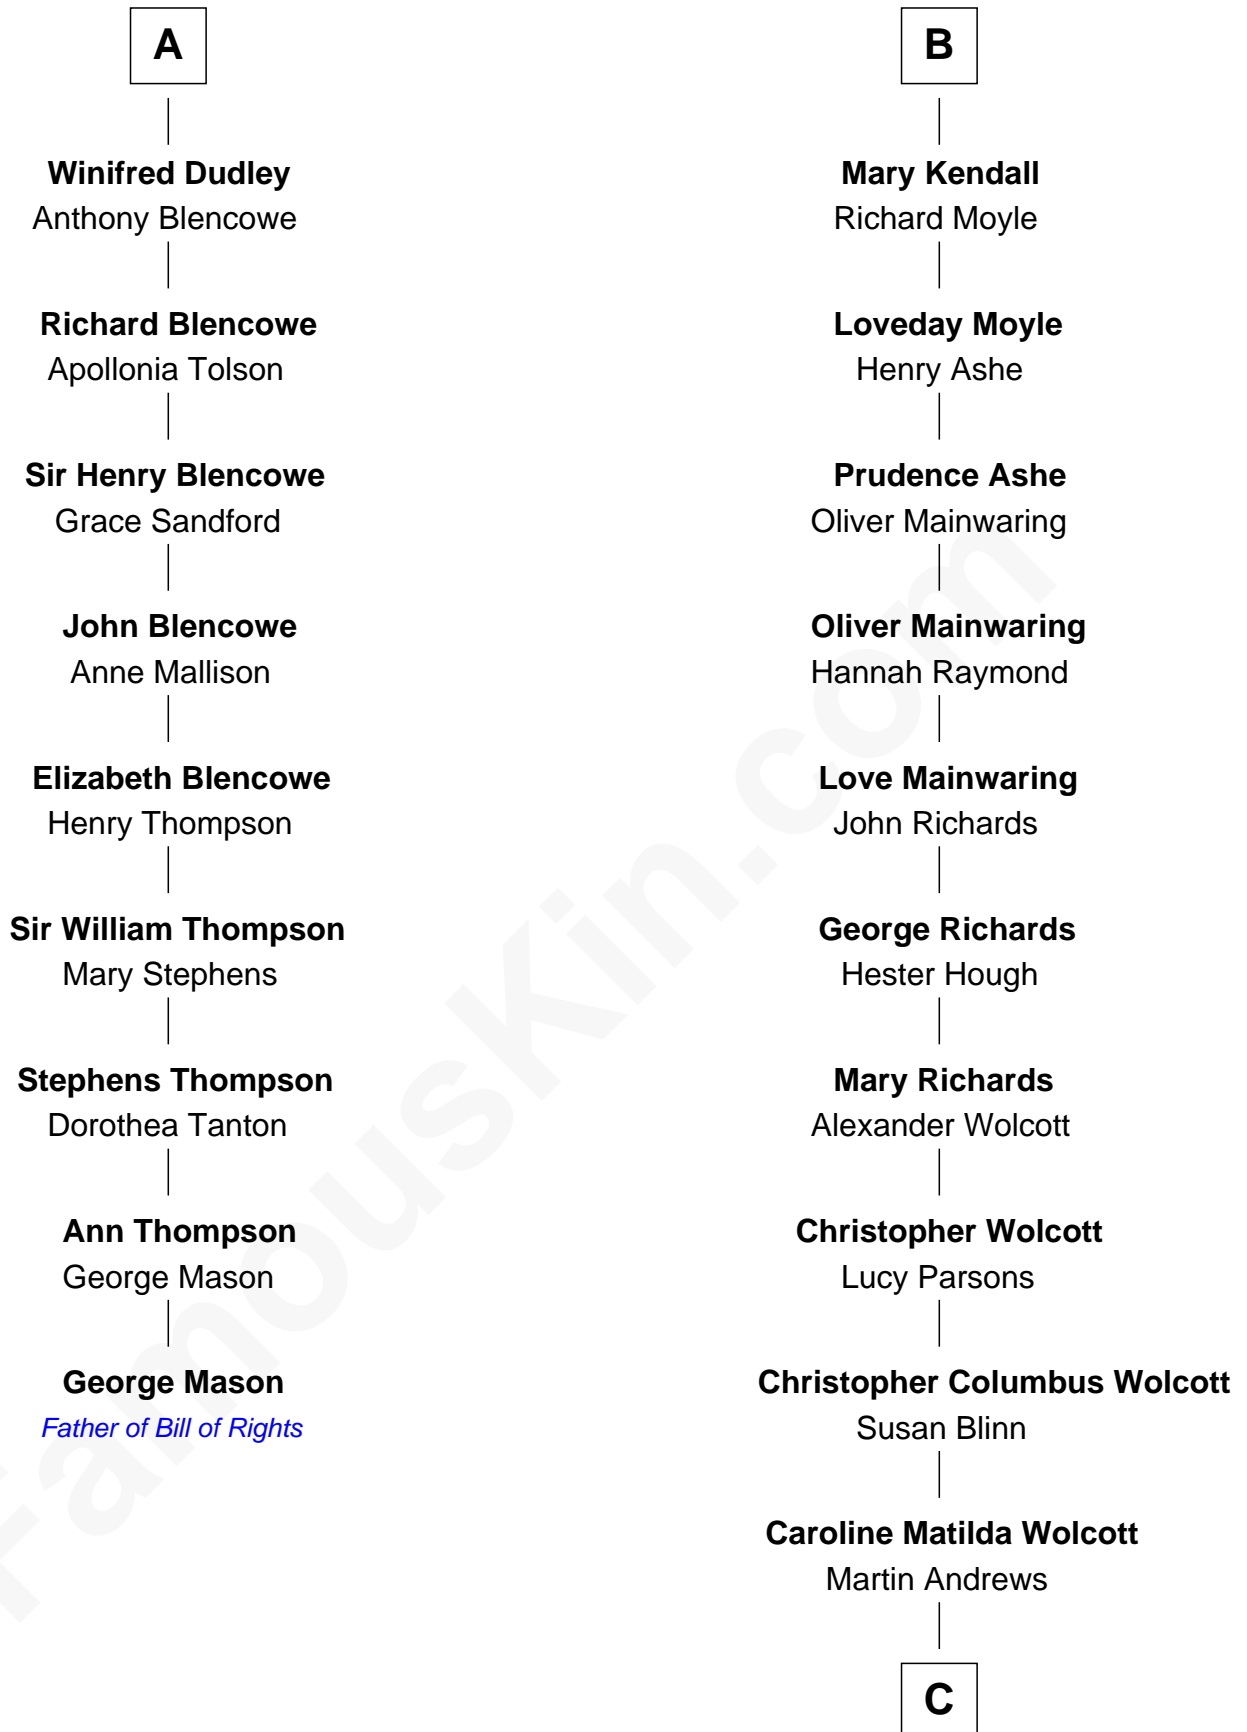 A
Winifred Dudley
Anthony Blencowe
Richard Blencowe
Apollonia Tolson
Sir Henry Blencowe
Grace Sandford
John Blencowe
Anne Mallison
Elizabeth Blencowe
Henry Thompson
Sir William Thompson
Mary Stephens
Stephens Thompson
Dorothea Tanton
Ann Thompson
George Mason
George Mason
Father of Bill of Rights
B
Mary Kendall
Richard Moyle
Loveday Moyle
Henry Ashe
Prudence Ashe
Oliver Mainwaring
Oliver Mainwaring
Hannah Raymond
Love Mainwaring
John Richards
George Richards
Hester Hough
Mary Richards
Alexander Wolcott
Christopher Wolcott
Lucy Parsons
Christopher Columbus Wolcott
Susan Blinn
Caroline Matilda Wolcott
Martin Andrews
C
FamousKin.com